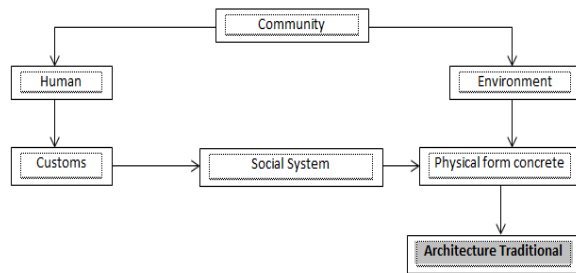 Community
Human
Environment
Customs
Social System
Physical form concrete
Architecture Traditional